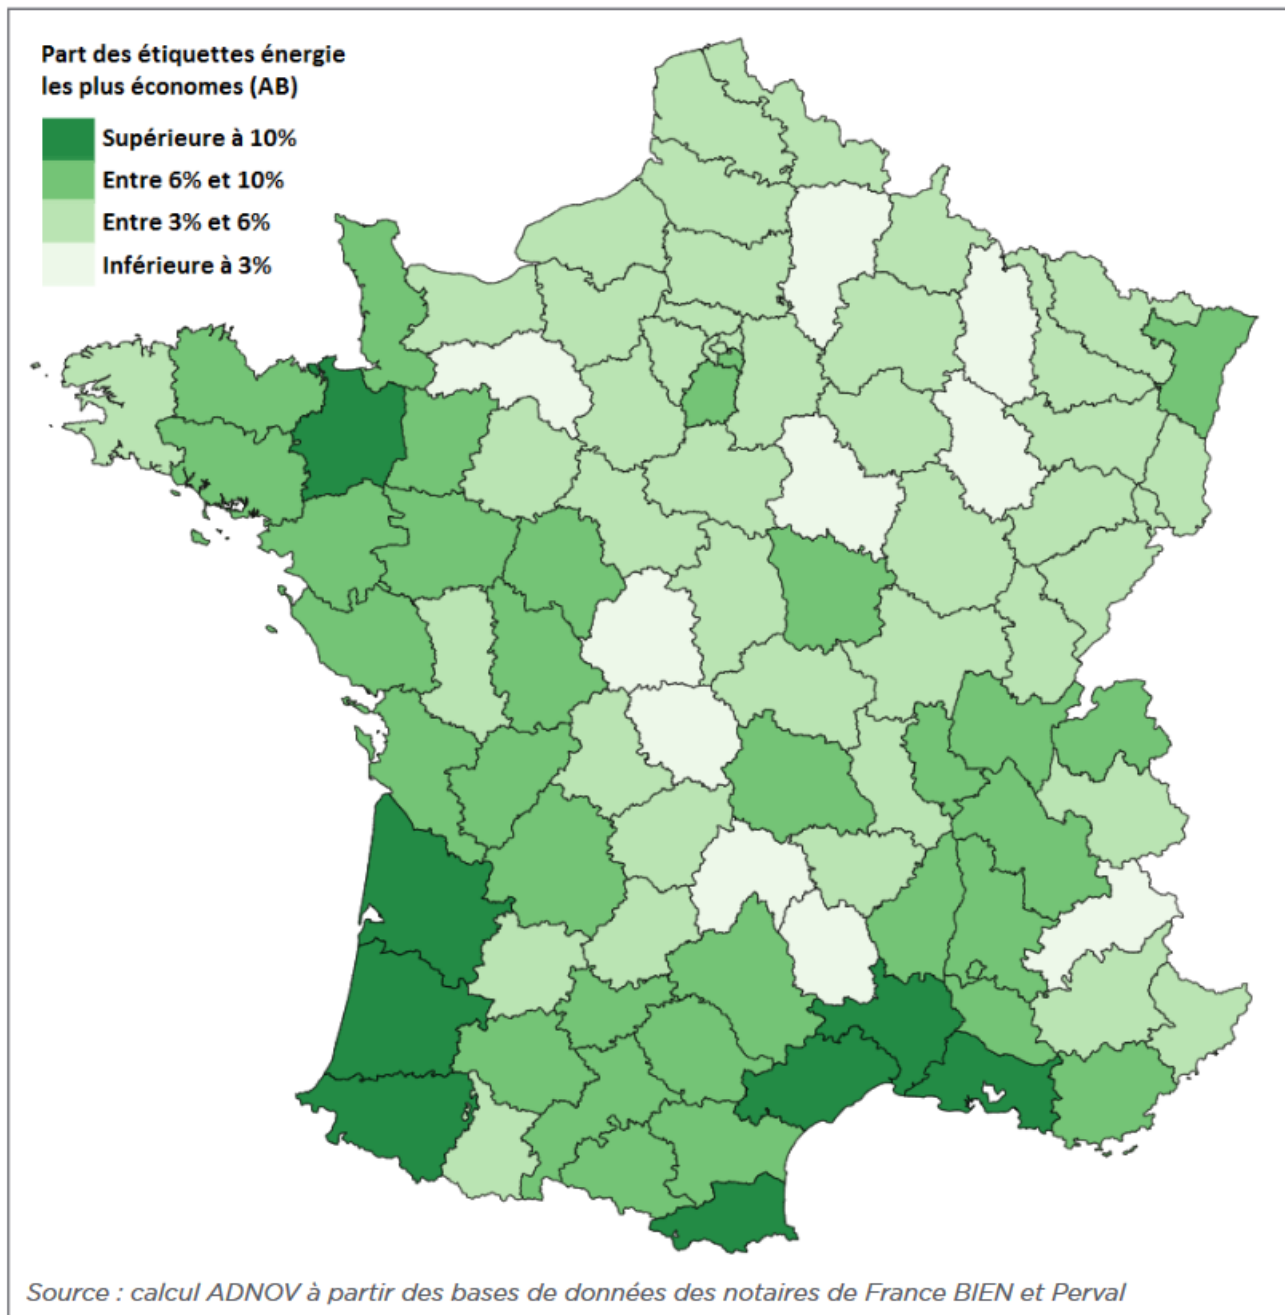 Part des étiquettes énergie
les plus économes (AB)
Supérieure à 10%
Entre 6% et 10%
Entre 3% et 6%
Inférieure à 3%
Source : calcul ADNOV à partir des bases de données des notaires de France BIEN et Perval